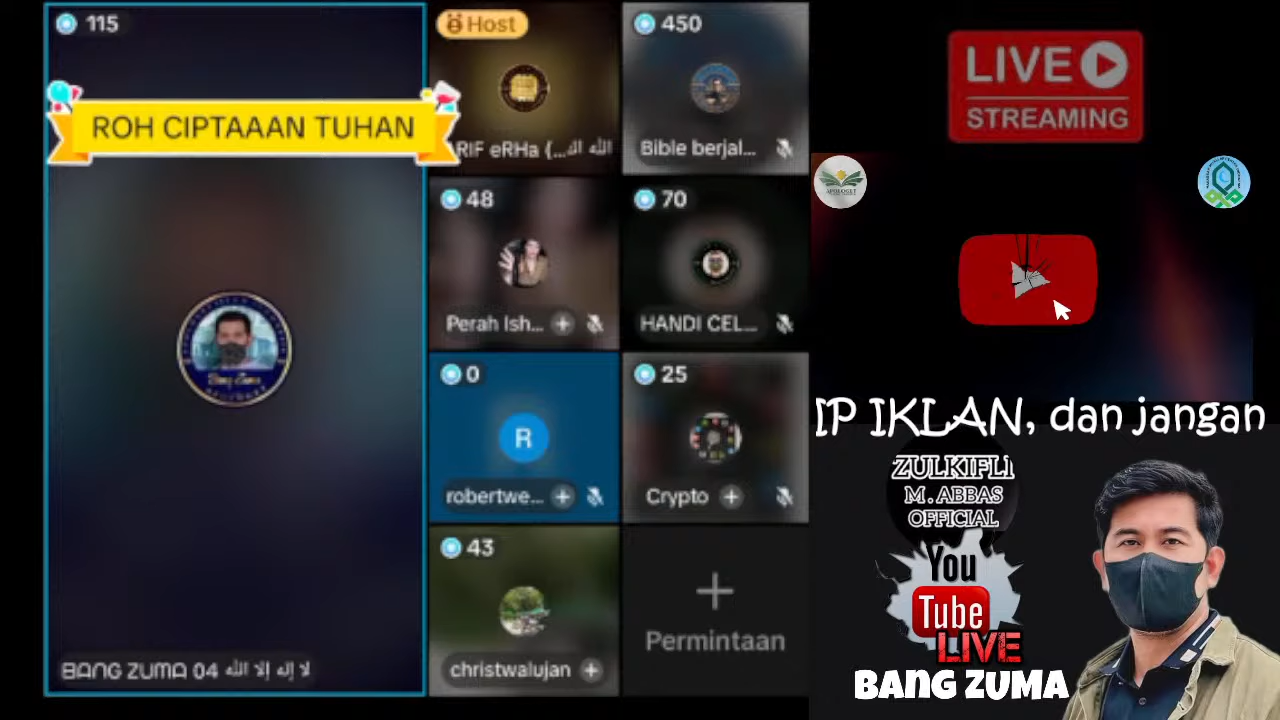 115
ROH CIPTAAAN TUHAN
BANG ZUMA 04 لا إله إلا الله
Host
ARIF eRHa {...
450
Bible berjal...
48
Perah Ish...
70
HANDI CEL...
0
R
robertwe...
25
Crypto
43
christwalujan
Permintaan
LIVE
STREAMING
IP IKLAN, dan jangan
ZULKIFLI
M. ABBAS
OFFICIAL
You
Tube
LIVE
BANG ZUMA